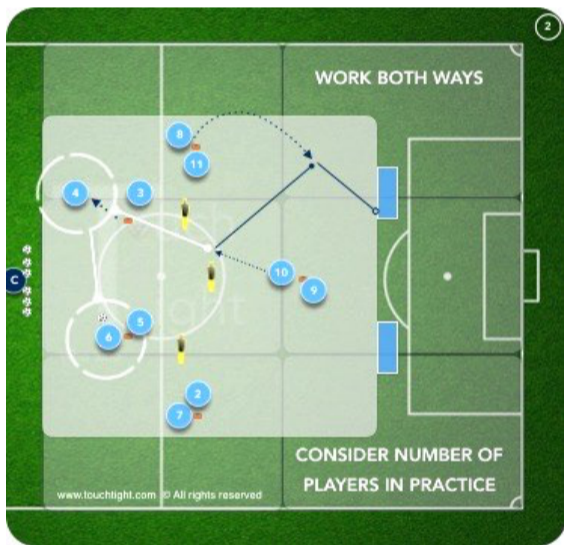 2
WORK BOTH WAYS
8
11
4
3
C
10
9
5
6
2
7
CONSIDER NUMBER OF
PLAYERS IN PRACTICE
www.touchtight.com © All rights reserved